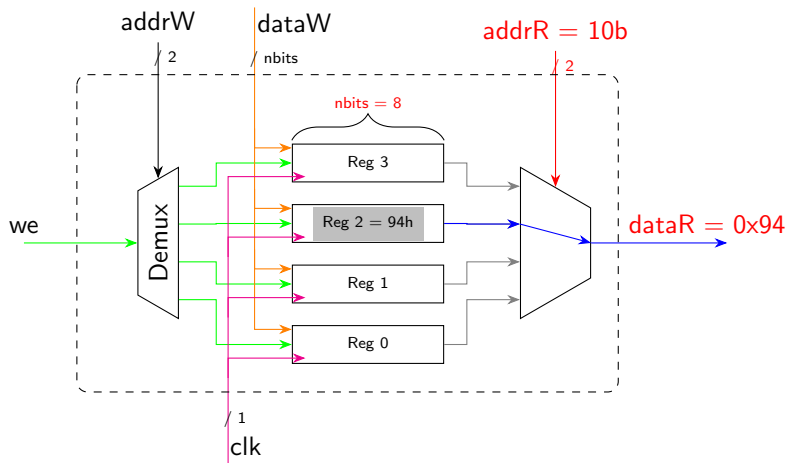 addrW
dataW
addrR = 10b
2
nbits
2
nbits = 8
Reg 3
we
Demux
Reg 2 = 94h
dataR = 0x94
Reg 1
Reg 0
1
clk